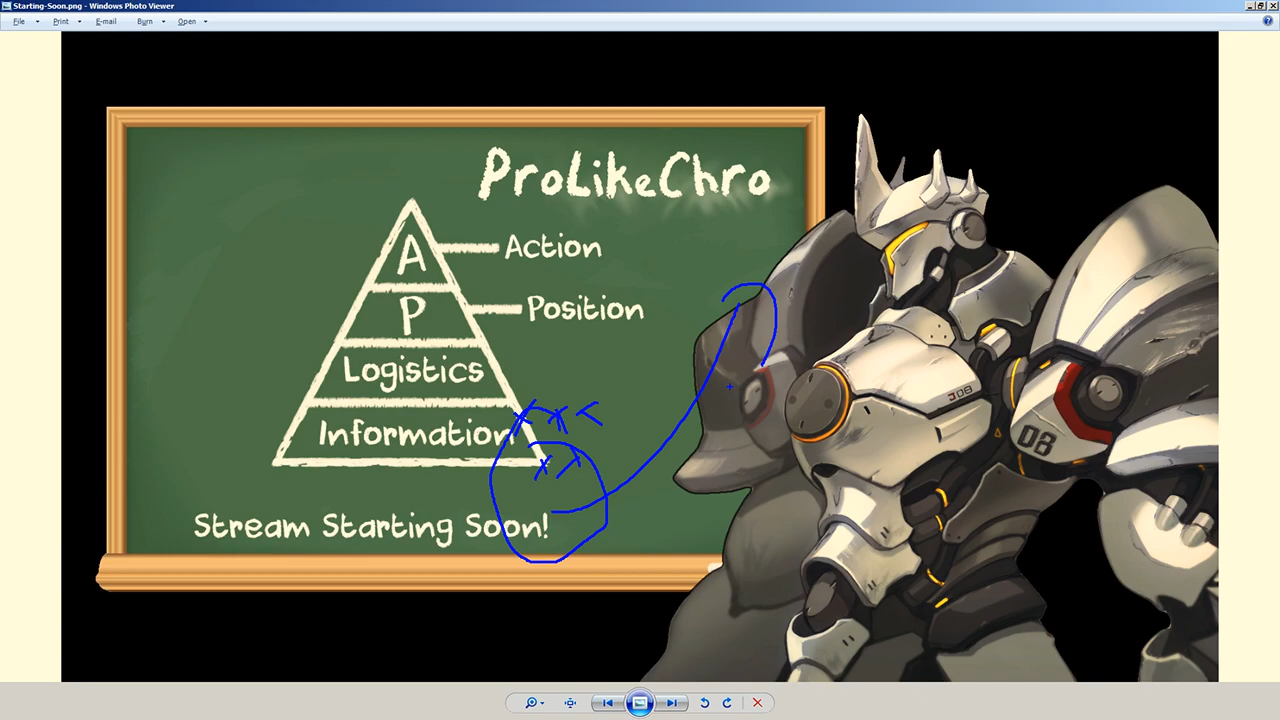 Starting-Soon.png - Windows Photo Viewer
File Print E-mail Burn Open
ProLikeChro
A Action
P Position
Logistics
Information
Stream Starting Soon!
J08
08